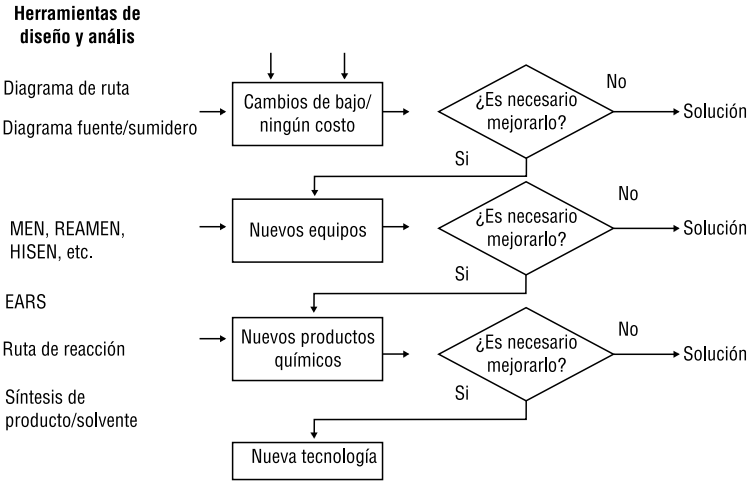 Herramientas de
diseño y anális
Diagrama de ruta
Diagrama fuente/sumidero
Cambios de bajo/
ningún costo
¿Es necesario
mejorarlo?
No
Solución
Si
MEN, REAMEN,
HISEN, etc.
Nuevos equipos
¿Es necesario
mejorarlo?
No
Solución
Si
EARS
Ruta de reacción
Síntesis de
producto/solvente
Nuevos productos
químicos
¿Es necesario
mejorarlo?
No
Solución
Si
Nueva tecnología